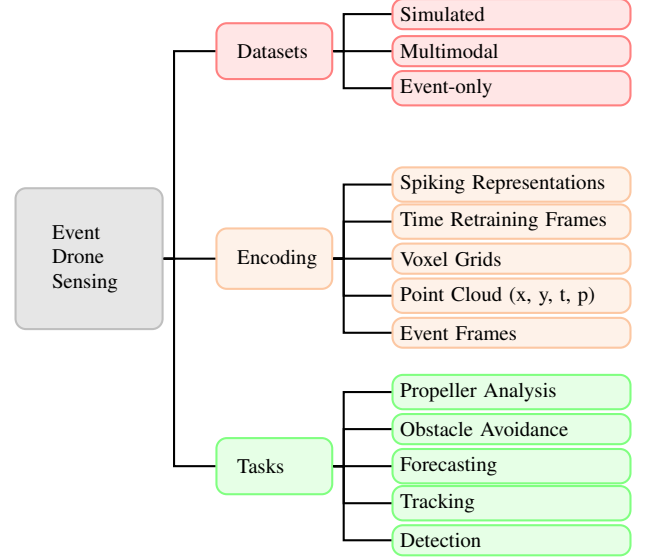 Event
Drone
Sensing
Datasets
Simulated
Multimodal
Event-only
Encoding
Spiking Representations
Time Retraining Frames
Voxel Grids
Point Cloud (x, y, t, p)
Event Frames
Tasks
Propeller Analysis
Obstacle Avoidance
Forecasting
Tracking
Detection